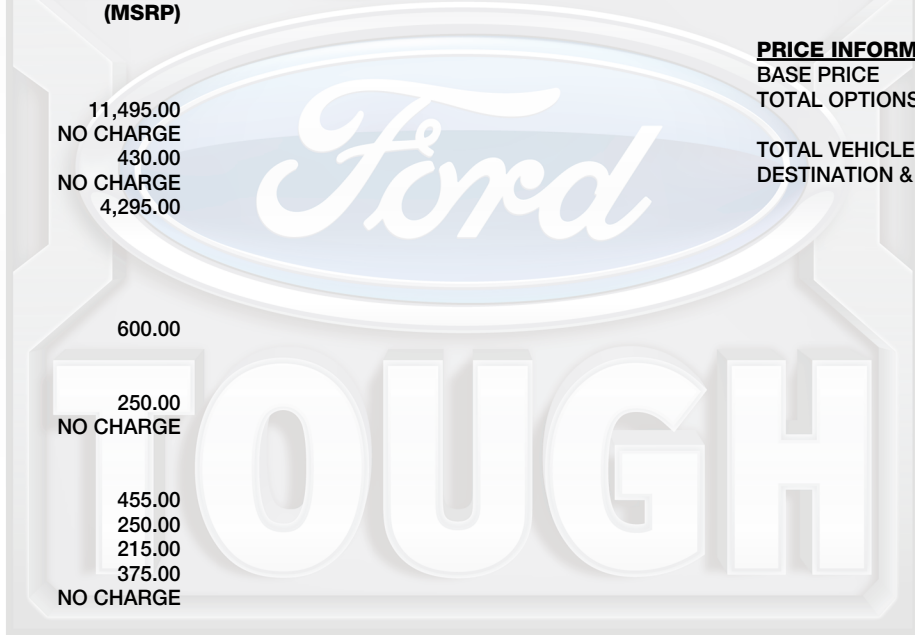 (MSRP)
11,495.00
NO CHARGE
430.00
NO CHARGE
4,295.00
600.00
250.00
NO CHARGE
455.00
250.00
215.00
375.00
NO CHARGE
PRICE INFORM
BASE PRICE
TOTAL OPTIONS
TOTAL VEHICLE
DESTINATION &
Ford
TOUGH